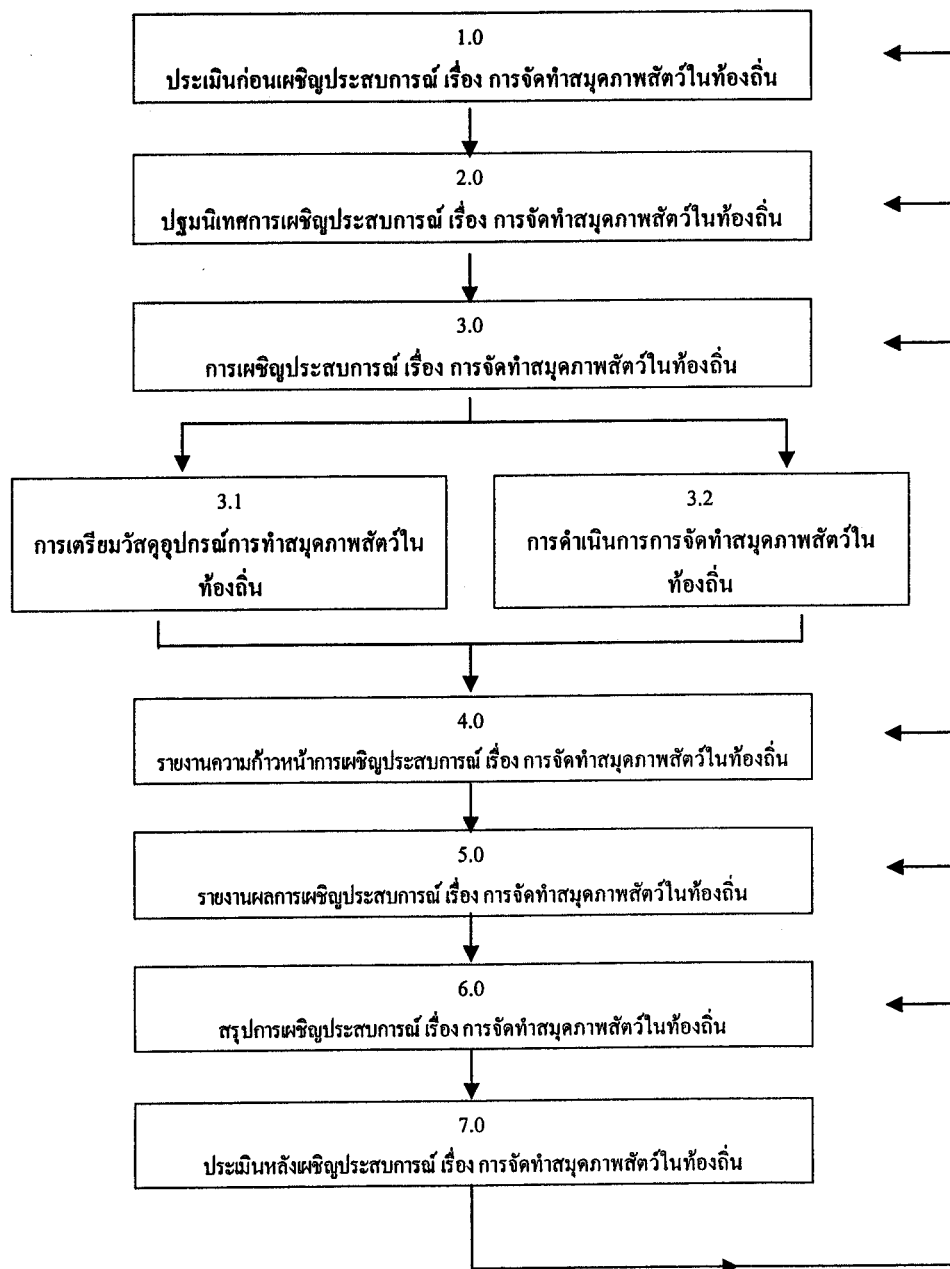 1.0
ประเมินก่อนเผชิญประสบการณ์ เรื่อง การจัดทำสมุดภาพสัตว์ในท้องถิ่น
2.0
ปฐมนิเทศการเผชิญประสบการณ์ เรื่อง การจัดทำสมุดภาพสัตว์ในท้องถิ่น
3.0
การเผชิญประสบการณ์ เรื่อง การจัดทำสมุดภาพสัตว์ในท้องถิ่น
3.1
การเตรียมวัสดุอุปกรณ์การทำสมุดภาพสัตว์ใน
ท้องถิ่น
3.2
การดำเนินการการจัดทำสมุดภาพสัตว์ใน
ท้องถิ่น
4.0
รายงานความก้าวหน้าการเผชิญประสบการณ์ เรื่อง การจัดทำสมุดภาพสัตว์ในท้องถิ่น
5.0
รายงานผลการเผชิญประสบการณ์ เรื่อง การจัดทำสมุดภาพสัตว์ในท้องถิ่น
6.0
สรุปการเผชิญประสบการณ์ เรื่อง การจัดทำสมุดภาพสัตว์ในท้องถิ่น
7.0
ประเมินหลังเผชิญประสบการณ์ เรื่อง การจัดทำสมุดภาพสัตว์ในท้องถิ่น